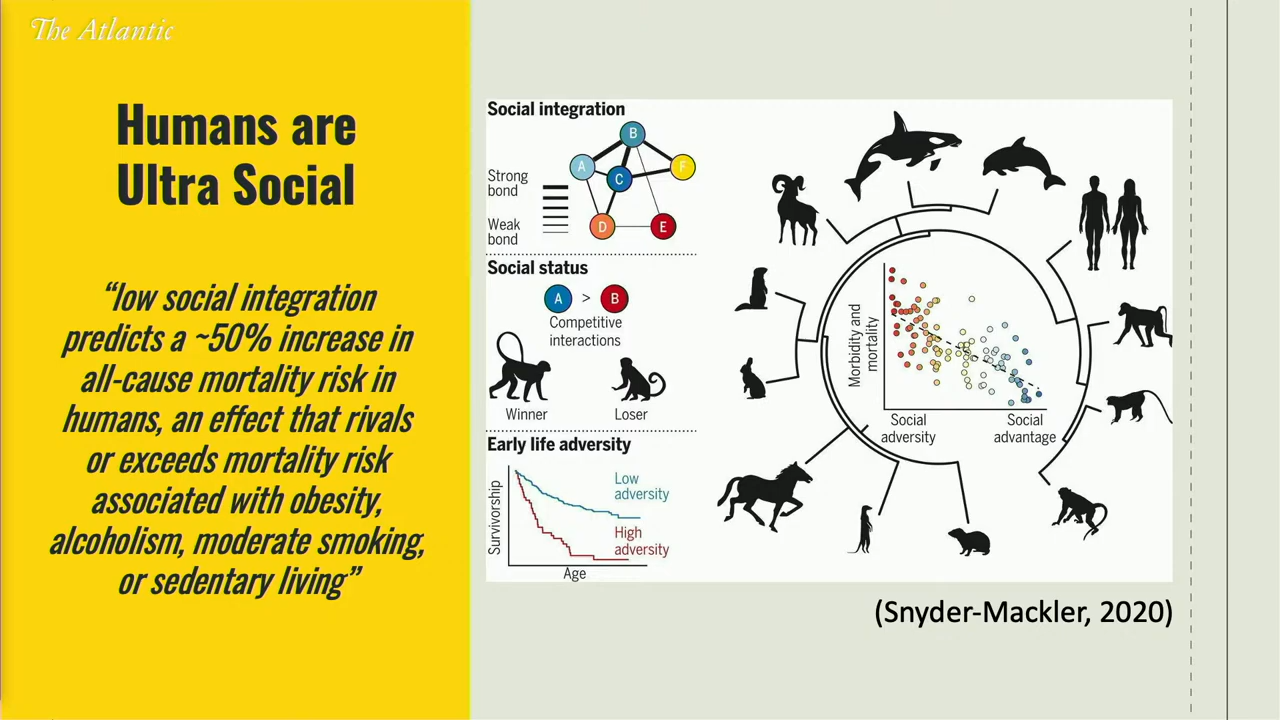 The Atlantic
Humans are
Ultra Social
“low social integration
predicts a ~50% increase in
all-cause mortality risk in
humans, an effect that rivals
or exceeds mortality risk
associated with obesity,
alcoholism, moderate smoking,
or sedentary living”
Social integration
B
A
F
C
Strong
bond
Weak
bond
D
E
Social status
A > B
Competitive
interactions
Winner
Loser
Early life adversity
Survivorship
Low
adversity
High
adversity
Age
Morbidity and
mortality
Social
adversity
Social
advantage
(Snyder-Mackler, 2020)